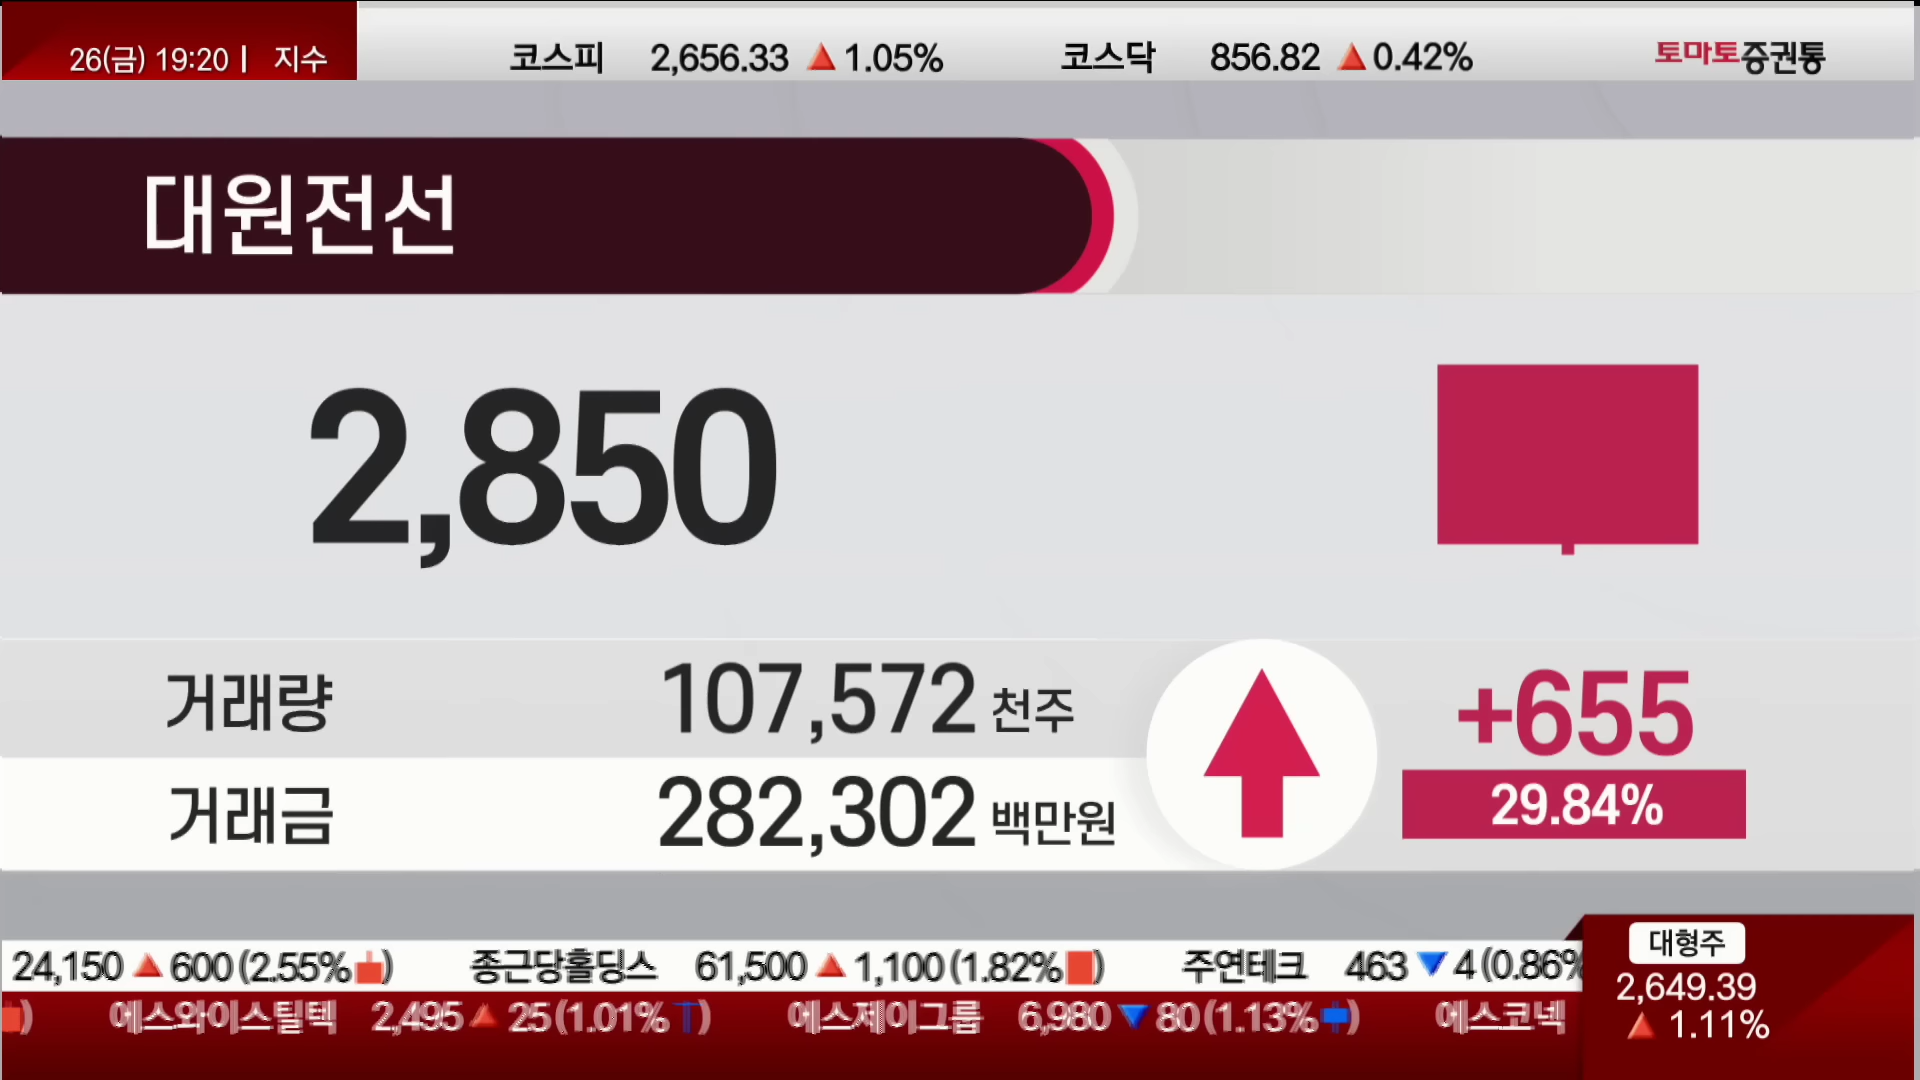 26(금) 19:20 | 지수 코스피 2,656.33 ▲ 1.05% 코스닥 856.82 ▲ 0.42% 토마토증권통
대원전선
2,850
거래량 107,572 천주
+655
거래금 282,302 백만원
29.84%
24,150 ▲ 600 (2.55%) 종근당홀딩스 61,500 ▲ 1,100 (1.82%) 주연테크 463 ▼ 4 (0.86%
) 에스와이스틸텍 2,495 ▲ 25 (1.01%) 에스제이그룹 6,980 ▼ 80 (1.13%) 에스코넥
대형주
2,649.39
▲ 1.11%